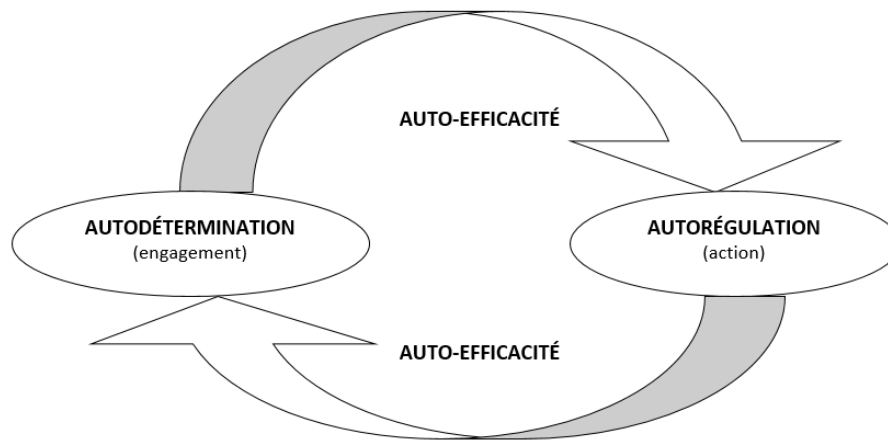 AUTO-EFFICACITÉ
AUTODÉTERMINATION
(engagement)
AUTORÉGULATION
(action)
AUTO-EFFICACITÉ